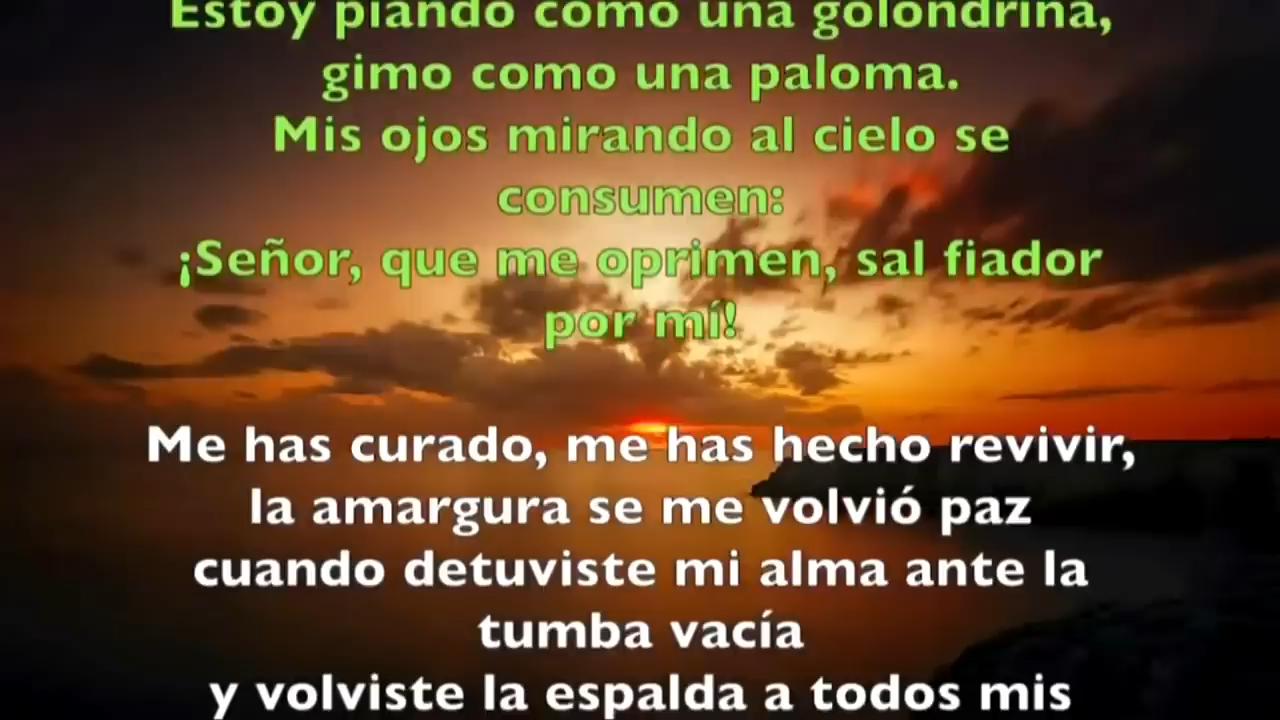 Estoy piando como una golondrina,
gimo como una paloma.
Mis ojos mirando al cielo se
consumen:
¡Señor, que me oprimen, sal fiador
por mí!
Me has curado, me has hecho revivir,
la amargura se me volvió paz
cuando detuviste mi alma ante la
tumba vacía
y volviste la espalda a todos mis